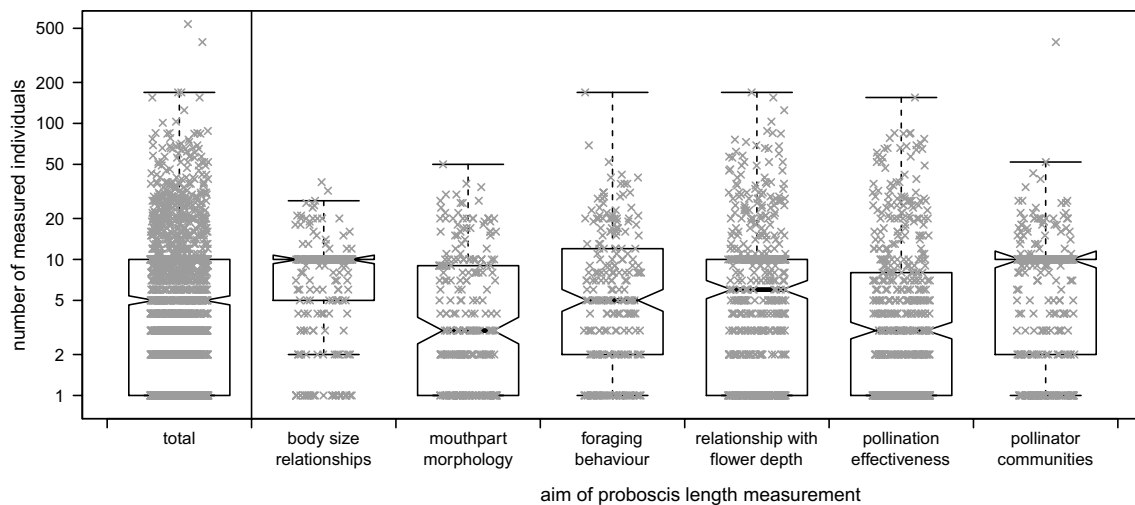 number of measured individuals
500
200
100
50
20
10
5
2
1
total
body size
relationships
mouthpart
morphology
foraging
behaviour
relationship with
flower depth
pollination
effectiveness
pollinator
communities
aim of proboscis length measurement